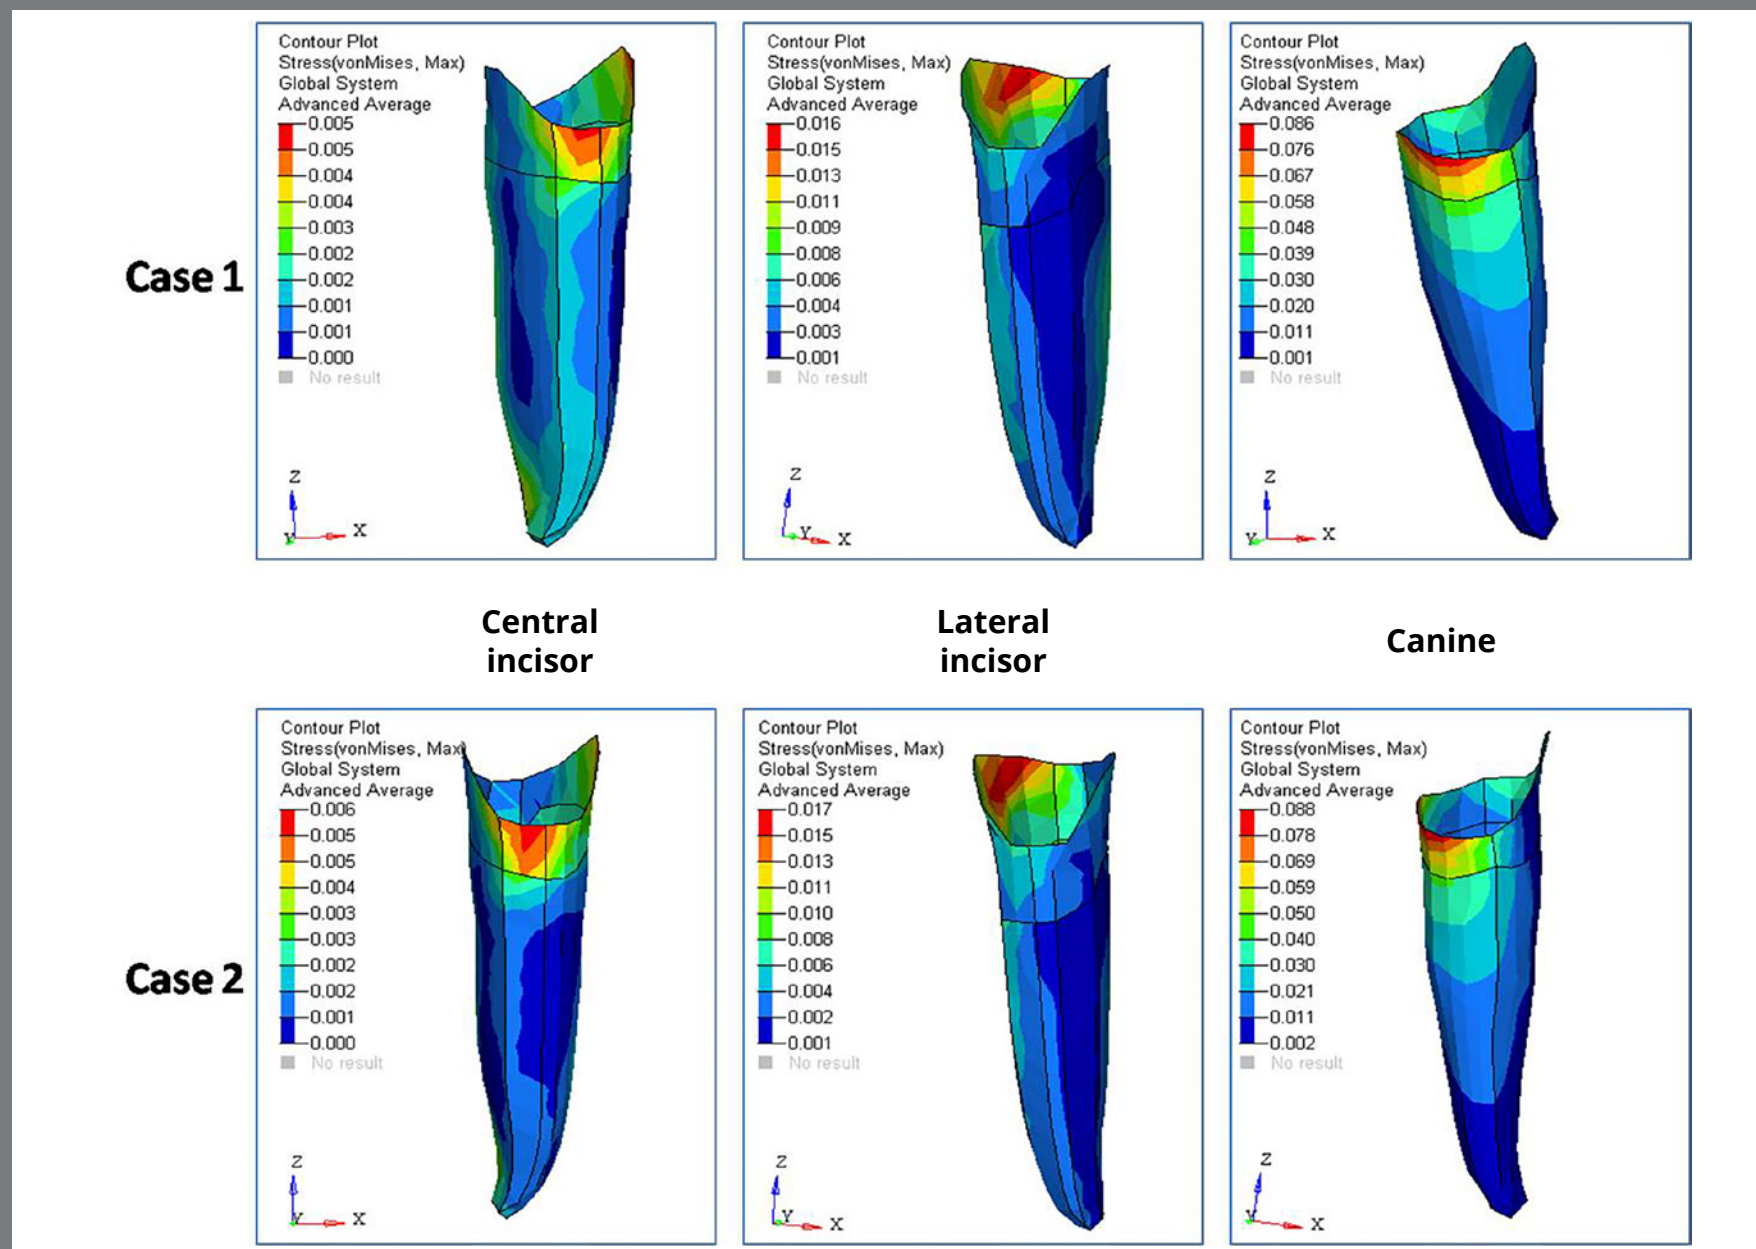 Case 1
Contour Plot
Stress(vonMises, Max)
Global System
Advanced Average
0.005
0.005
0.004
0.004
0.003
0.002
0.002
0.001
0.001
0.000
No result
Z
Y
X
Contour Plot
Stress(vonMises, Max)
Global System
Advanced Average
0.016
0.015
0.013
0.011
0.009
0.008
0.006
0.004
0.003
0.001
No result
Z
Y
X
Contour Plot
Stress(vonMises, Max)
Global System
Advanced Average
0.086
0.076
0.067
0.058
0.048
0.039
0.030
0.020
0.011
0.001
No result
Z
Y
X
Central
incisor
Lateral
incisor
Canine
Case 2
Contour Plot
Stress(vonMises, Max)
Global System
Advanced Average
0.006
0.005
0.005
0.004
0.003
0.003
0.002
0.002
0.001
0.000
No result
Z
Y
X
Contour Plot
Stress(vonMises, Max)
Global System
Advanced Average
0.017
0.015
0.013
0.011
0.010
0.008
0.006
0.004
0.002
0.001
No result
Z
Y
X
Contour Plot
Stress(vonMises, Max)
Global System
Advanced Average
0.088
0.078
0.069
0.059
0.050
0.040
0.030
0.021
0.011
0.002
No result
Z
Y
X